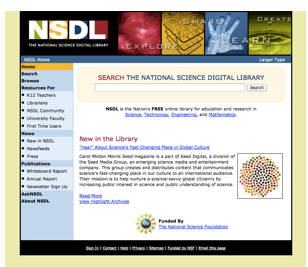 NSDL
THE NATIONAL SCIENCE DIGITAL LIBRARY
EXPLORE
SHARE
LEARN
CREATE
NSDL Home
Larger Type
Home
Search
Browse
Resources For
K12 Teachers
Librarians
NSDL Community
University Faculty
First Time Users
News
New in NSDL
Newsfeeds
Press
Publications
Whiteboard Report
Annual Report
Newsletter Sign Up
AskNSDL
About NSDL
SEARCH THE NATIONAL SCIENCE DIGITAL LIBRARY
Search
NSDL is the Nation's FREE online library for education and research in
Science, Technology, Engineering, and Mathematics.
New in the Library
"Hear" About Science's Fast-Changing Place in Global Culture
Carol Minton Morris Seed magazine is a part of Seed Digital, a division of
the Seed Media Group, an emerging science media and entertainment
company. This group creates and distributes content that communicates
science's fast-changing place in our culture to an international audience.
Their mission is to help nurture a science-savvy global citizenry by
increasing public interest in science and public understanding of science.
Read More
View Highlight Archives
Funded By
The National Science Foundation
Sign In | Contact | Help | Privacy | Sitemap | Funded by NSF | Email this page